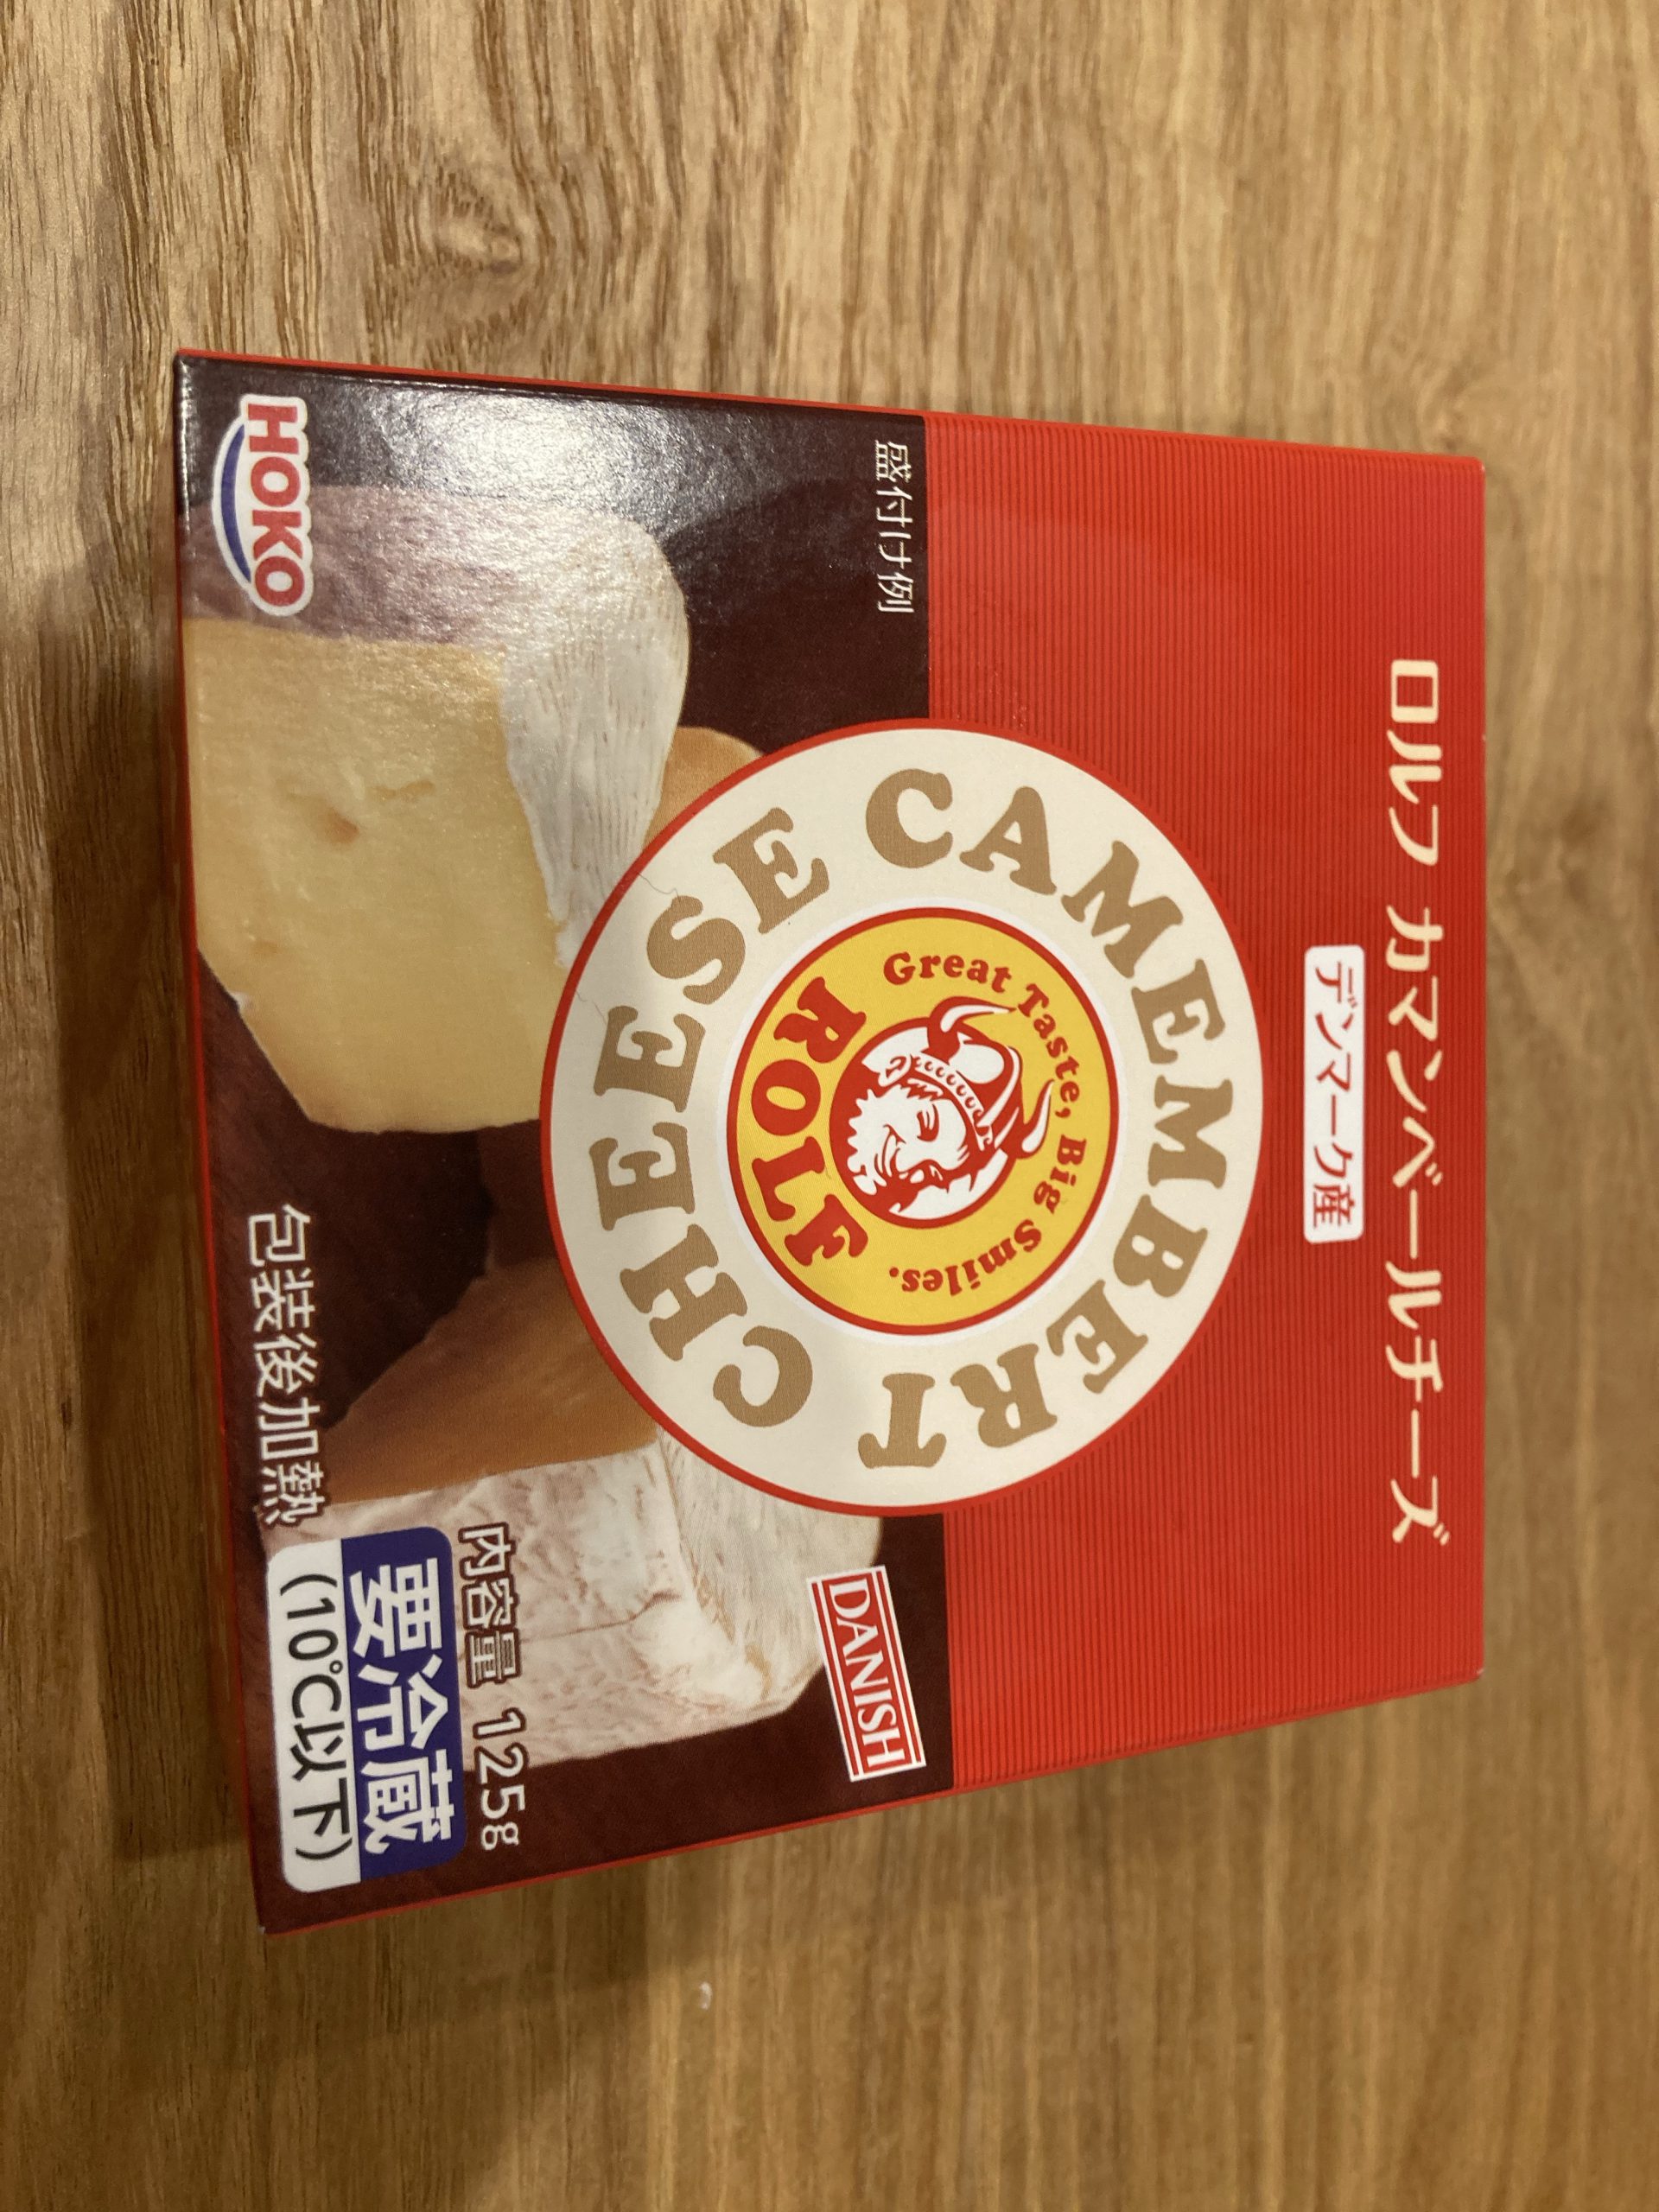 ロルフ カマンベールチーズ
デンマーク産
CAMEMBERT
CHEESE
Great Taste, Big Smiles.
ROLF
盛付け例
DANISH
HOKO
包装後加熱
内容量 125g
要冷蔵
(10℃以下)